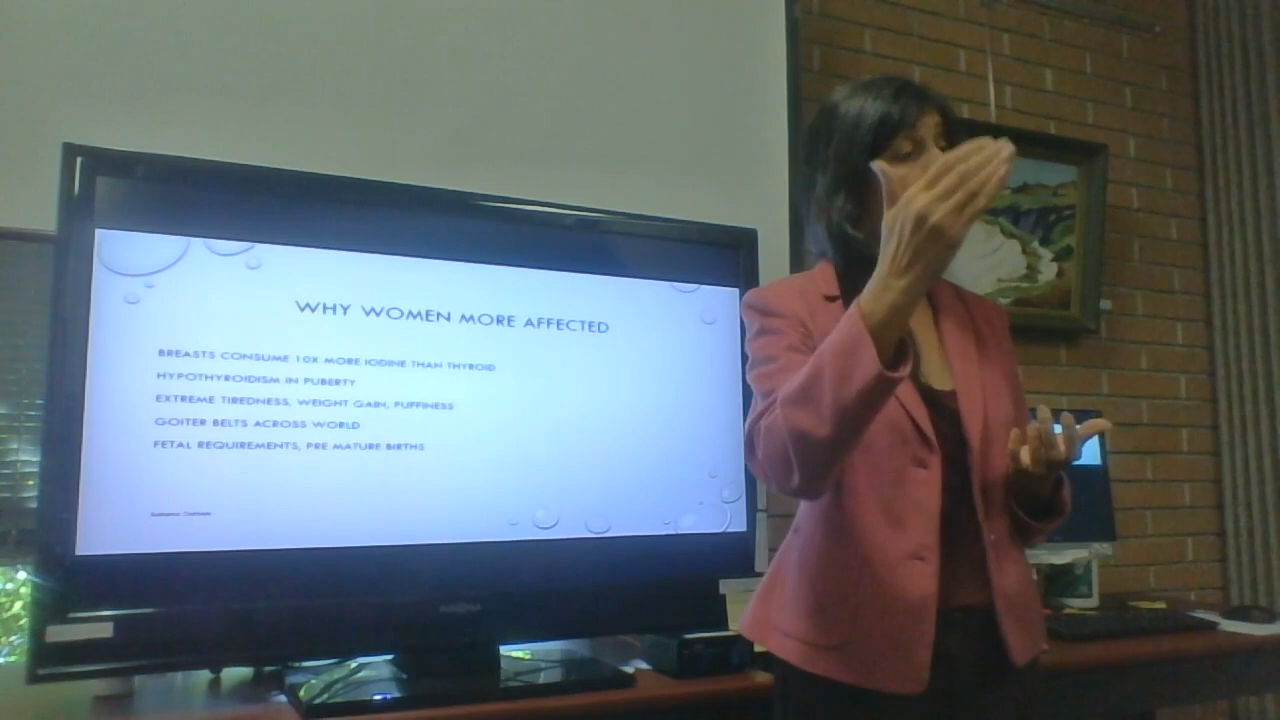 WHY WOMEN MORE AFFECTED
BREASTS CONSUME 10X MORE IODINE THAN THYROID
HYPOTHYROIDISM IN PUBERTY
EXTREME TIREDNESS, WEIGHT GAIN, PUFFINESS
GOITER BELTS ACROSS WORLD
FETAL REQUIREMENTS, PRE MATURE BIRTHS